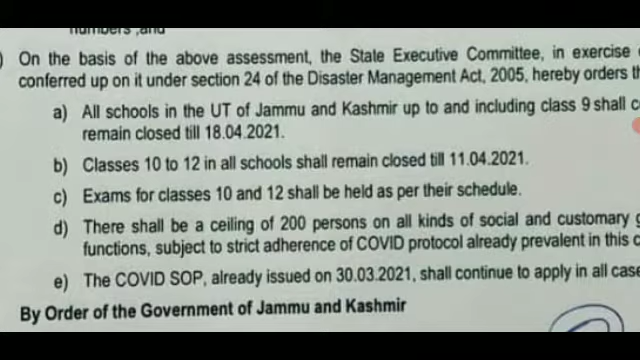 numbers ,and
) On the basis of the above assessment, the State Executive Committee, in exercise
conferred up on it under section 24 of the Disaster Management Act, 2005, hereby orders th
a) All schools in the UT of Jammu and Kashmir up to and including class 9 shall c
remain closed till 18.04.2021.
b) Classes 10 to 12 in all schools shall remain closed till 11.04.2021.
c) Exams for classes 10 and 12 shall be held as per their schedule.
d) There shall be a ceiling of 200 persons on all kinds of social and customary g
functions, subject to strict adherence of COVID protocol already prevalent in this c
e) The COVID SOP, already issued on 30.03.2021, shall continue to apply in all case
By Order of the Government of Jammu and Kashmir